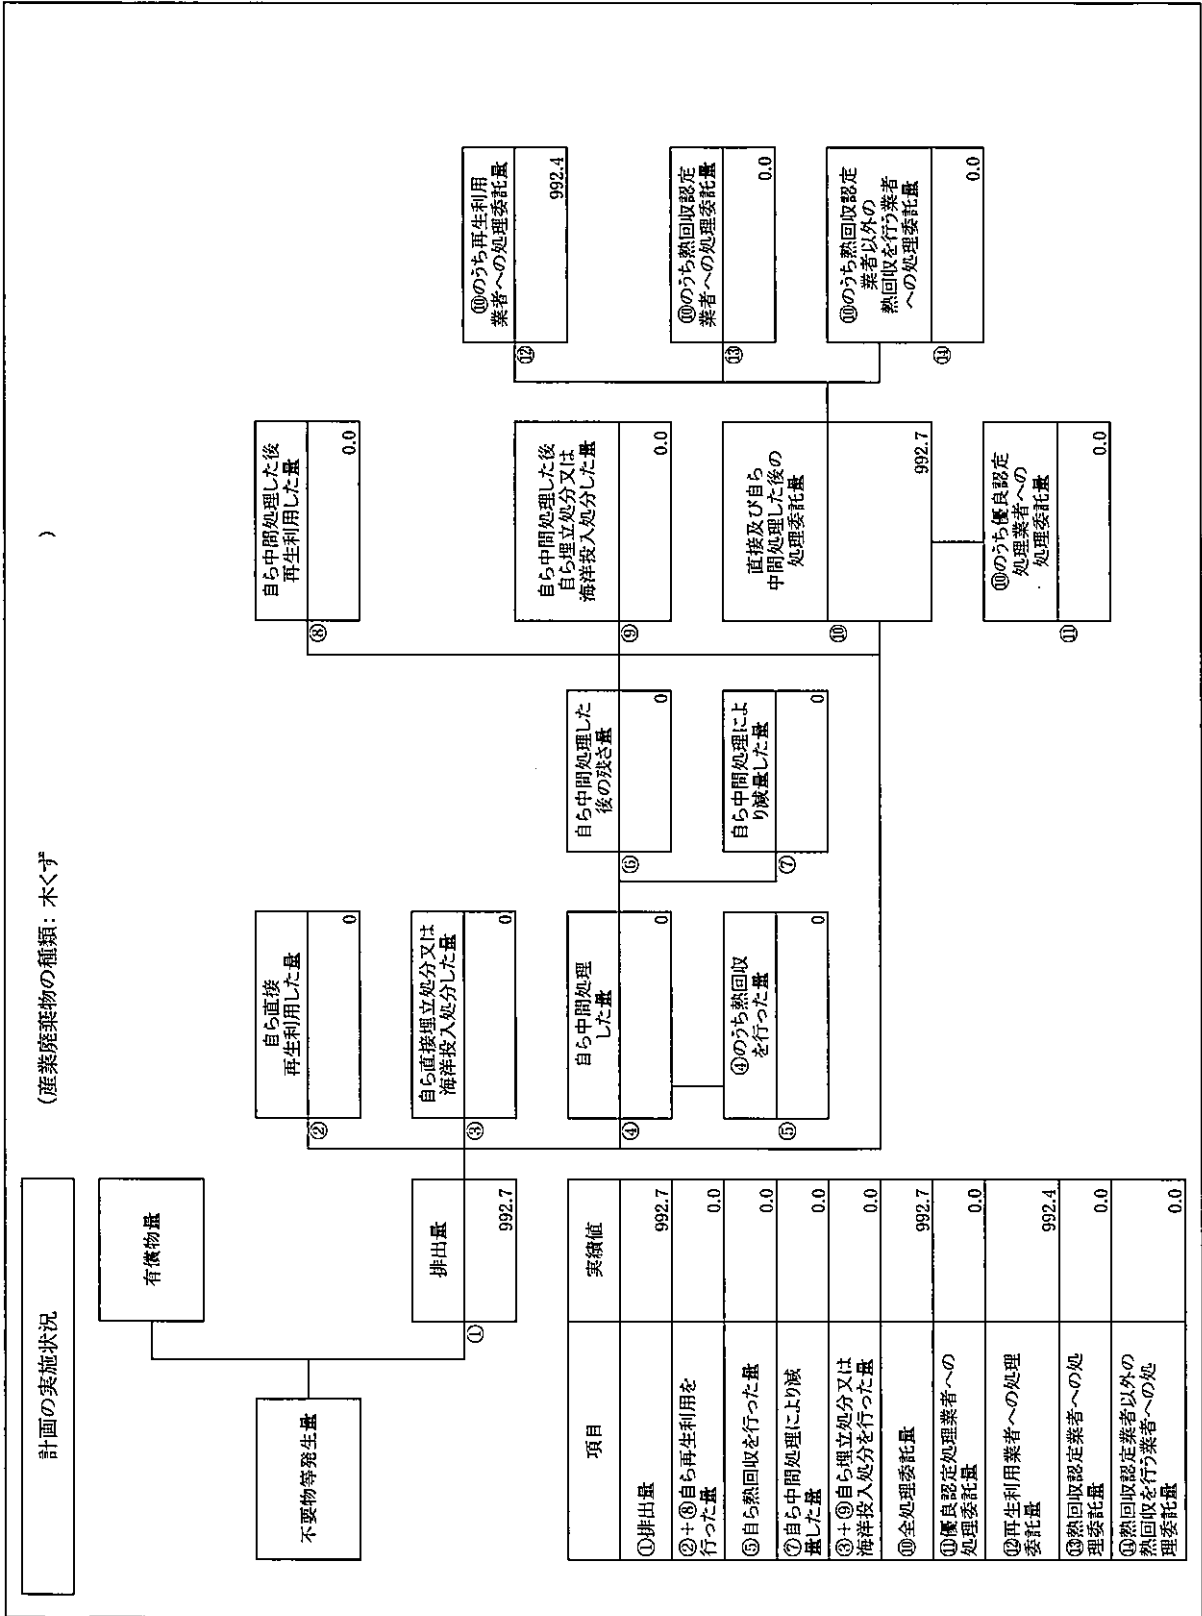 計画の実施状況
(産業廃棄物の種類: 木くず
)
不要物等発生量
有償物量
①
排出量
992.7
②
自ら直接
再生利用した量
0
③
自ら直接埋立処分又は
海洋投入処分した量
0
④
自ら中間処理
した量
0
⑤
④のうち熱回収
を行った量
0
⑥
自ら中間処理した
後の残さ量
0
⑦
自ら中間処理によ
り減量した量
0
⑧
自ら中間処理した後
再生利用した量
0.0
⑨
自ら中間処理した後
自ら埋立処分又は
海洋投入処分した量
0.0
⑩
直接及び自ら
中間処理した後の
処理委託量
992.7
⑪
⑩のうち優良認定
処理業者への
処理委託量
0.0
⑫
⑩のうち再生利用
業者への処理委託量
992.4
⑬
⑩のうち熱回収認定
業者への処理委託量
0.0
⑭
⑩のうち熱回収認定
業者以外の
熱回収を行う業者
への処理委託量
0.0
項目 実績値
①排出量 992.7
②+⑧自ら再生利用を
行った量 0.0
⑤自ら熱回収を行った量 0.0
⑦自ら中間処理により減
量した量 0.0
③+⑨自ら埋立処分又は
海洋投入処分を行った量 0.0
⑩全処理委託量 992.7
⑪優良認定処理業者への
処理委託量 0.0
⑫再生利用業者への処理
委託量 992.4
⑬熱回収認定業者への処
理委託量 0.0
⑭熱回収認定業者以外の
熱回収を行う業者への処
理委託量 0.0